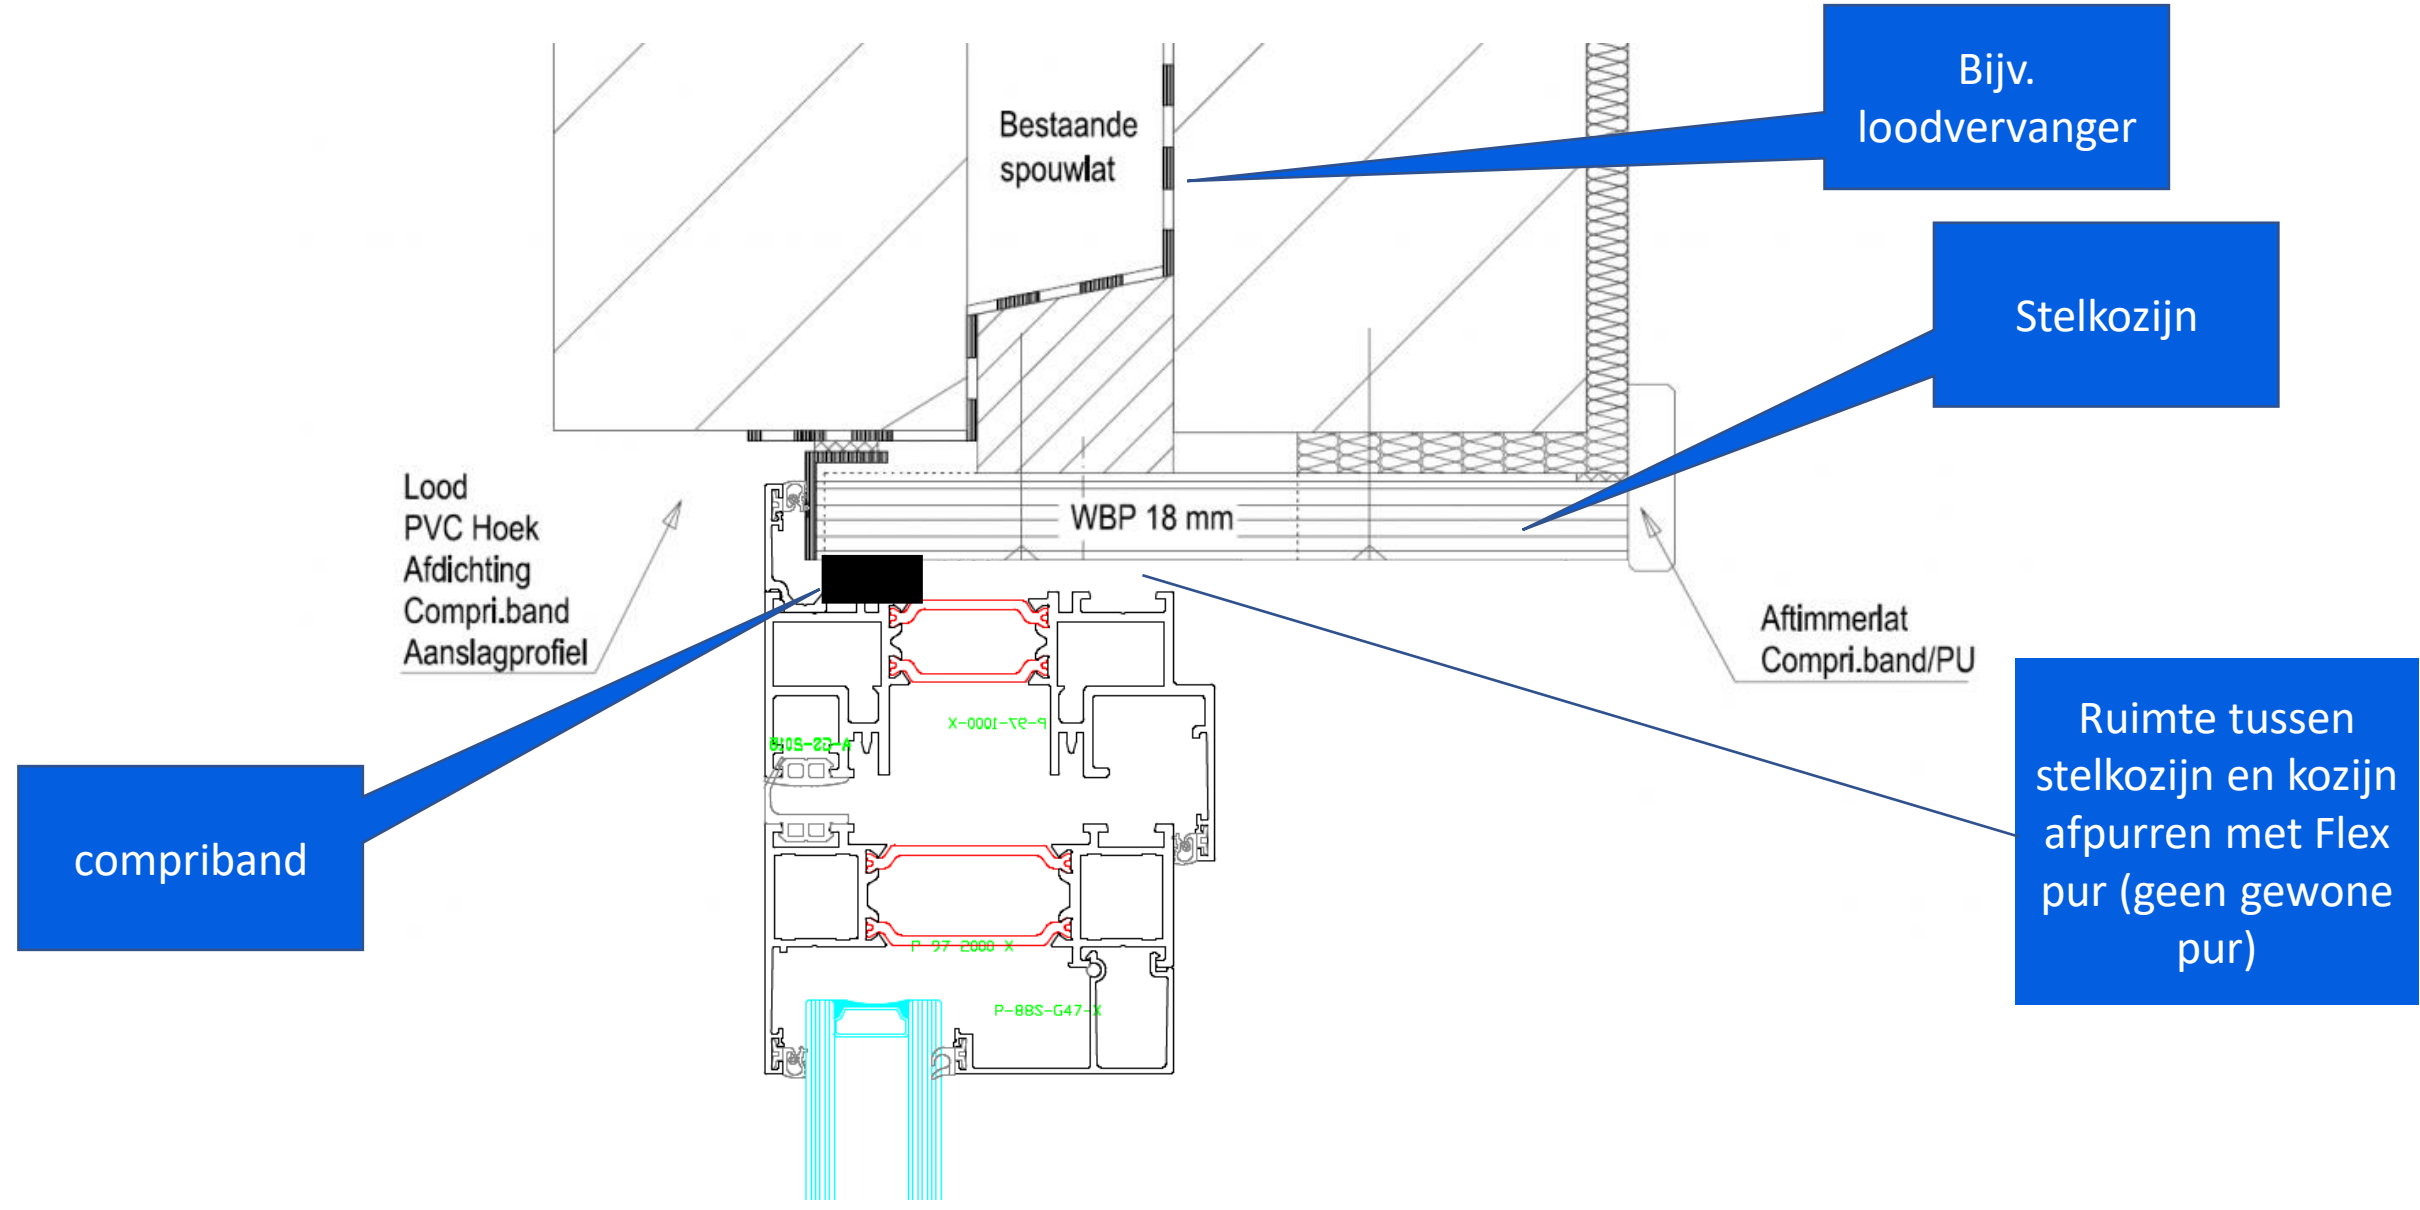 Bijv.
loodvervanger
Bestaande
spouwlat
Stelkozijn
Lood
PVC Hoek
Afdichting
Compri.band
Aanslagprofiel
WBP 18 mm
Aftimmerlat
Compri.band/PU
Ruimte tussen
stelkozijn en kozijn
afpurren met Flex
pur (geen gewone
pur)
compriband
P-97-1000-X
P-97-2000-X
P-88S-G47-X